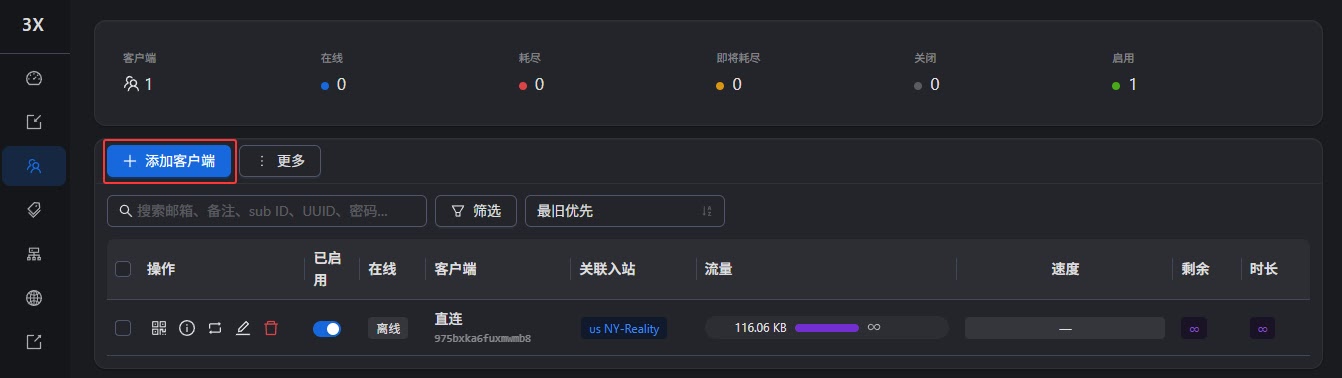 3X
客户端 在线 耗尽 即将耗尽 关闭 启用
1 0 0 0 0 1
添加客户端 更多
搜索邮箱、备注、sub ID、UUID、密码... 筛选 最旧优先
操作 已启用 在线 客户端 关联入站 流量 速度 剩余 时长
离线 直连 us NY-Reality 116.06 KB ∞ — ∞ ∞